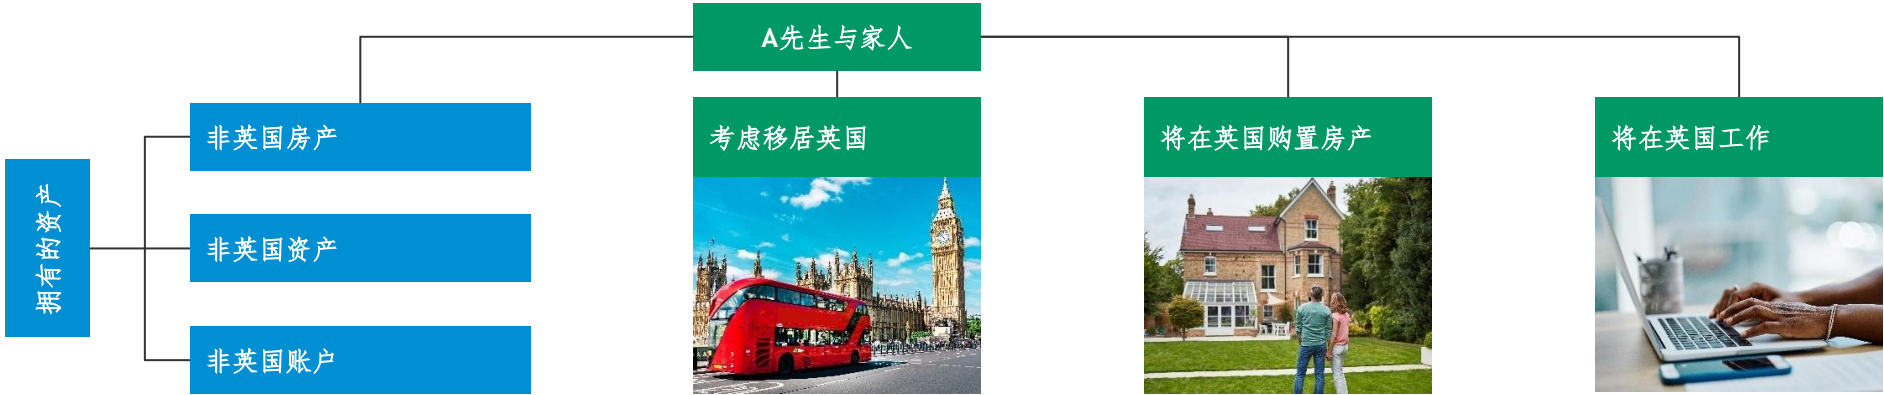 A先生与家人
非英国房产
考虑移居英国
将在英国购置房产
将在英国工作
拥有的资产
非英国资产
非英国账户